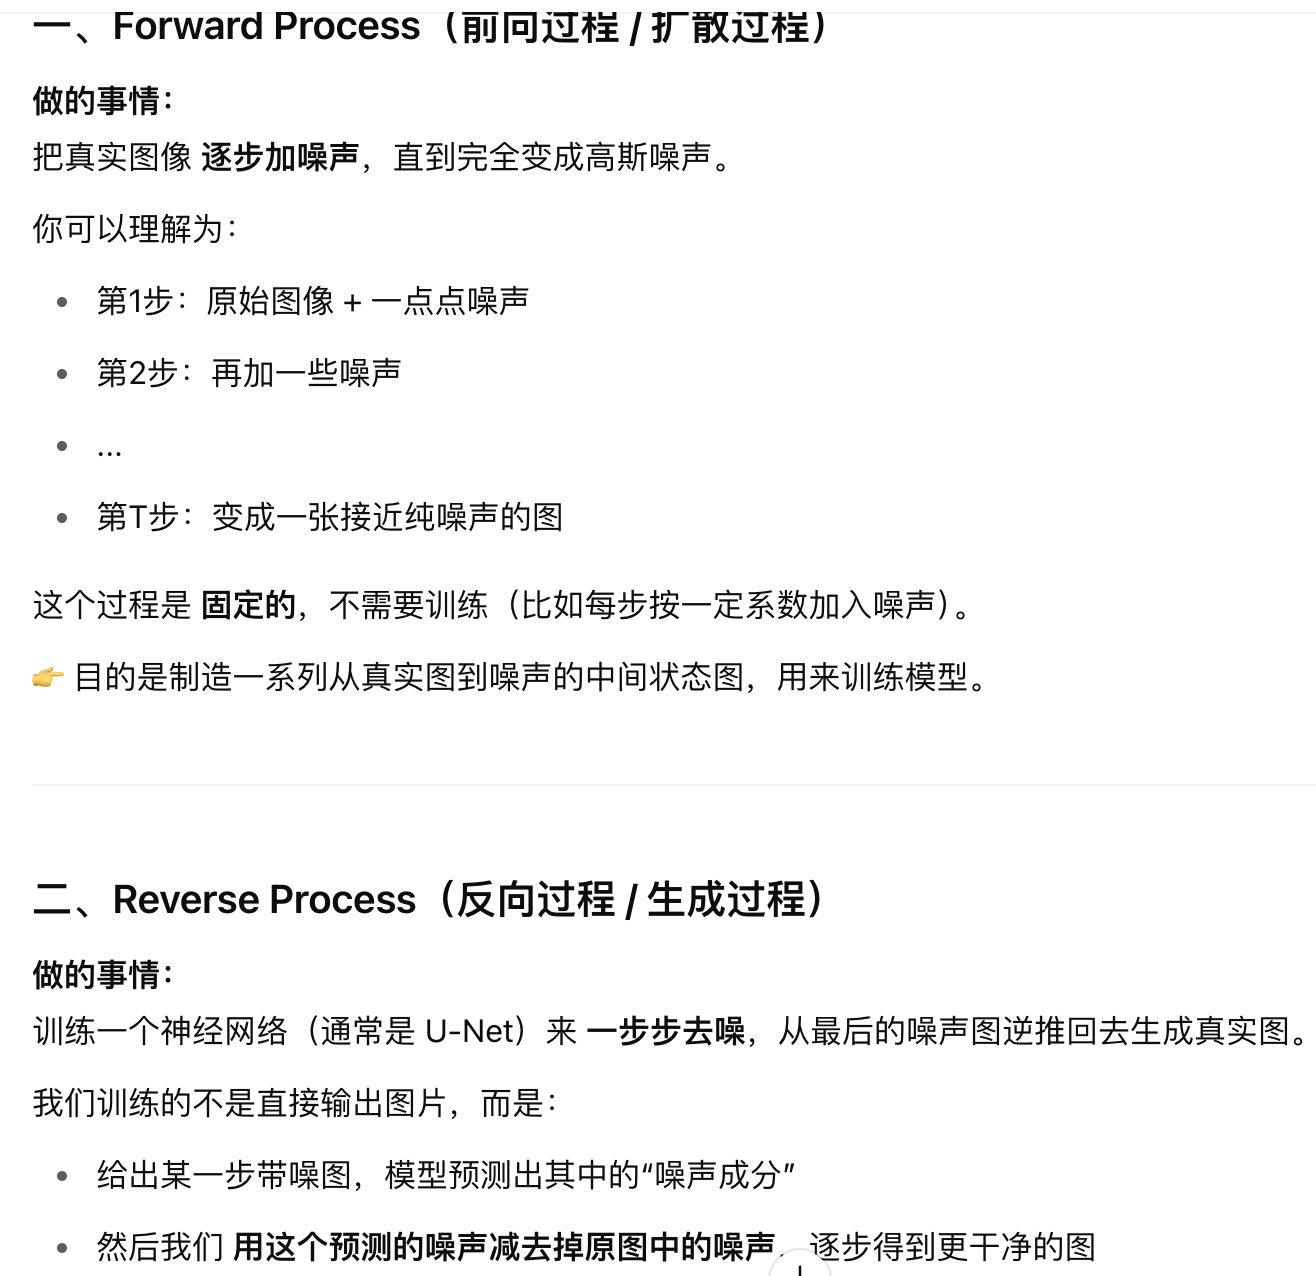 一、Forward Process（前向过程 / 扩散过程）
做的事情：
把真实图像 逐步加噪声，直到完全变成高斯噪声。
你可以理解为：
• 第1步：原始图像 + 一点点噪声
• 第2步：再加一些噪声
• ...
• 第T步：变成一张接近纯噪声的图
这个过程是 固定的，不需要训练（比如每步按一定系数加入噪声）。
👉 目的是制造一系列从真实图到噪声的中间状态图，用来训练模型。
二、Reverse Process（反向过程 / 生成过程）
做的事情：
训练一个神经网络（通常是 U-Net）来 一步步去噪，从最后的噪声图逆推回去生成真实图。
我们训练的不是直接输出图片，而是：
• 给出某一步带噪图，模型预测出其中的“噪声成分”
• 然后我们 用这个预测的噪声减去掉原图中的噪声，逐步得到更干净的图